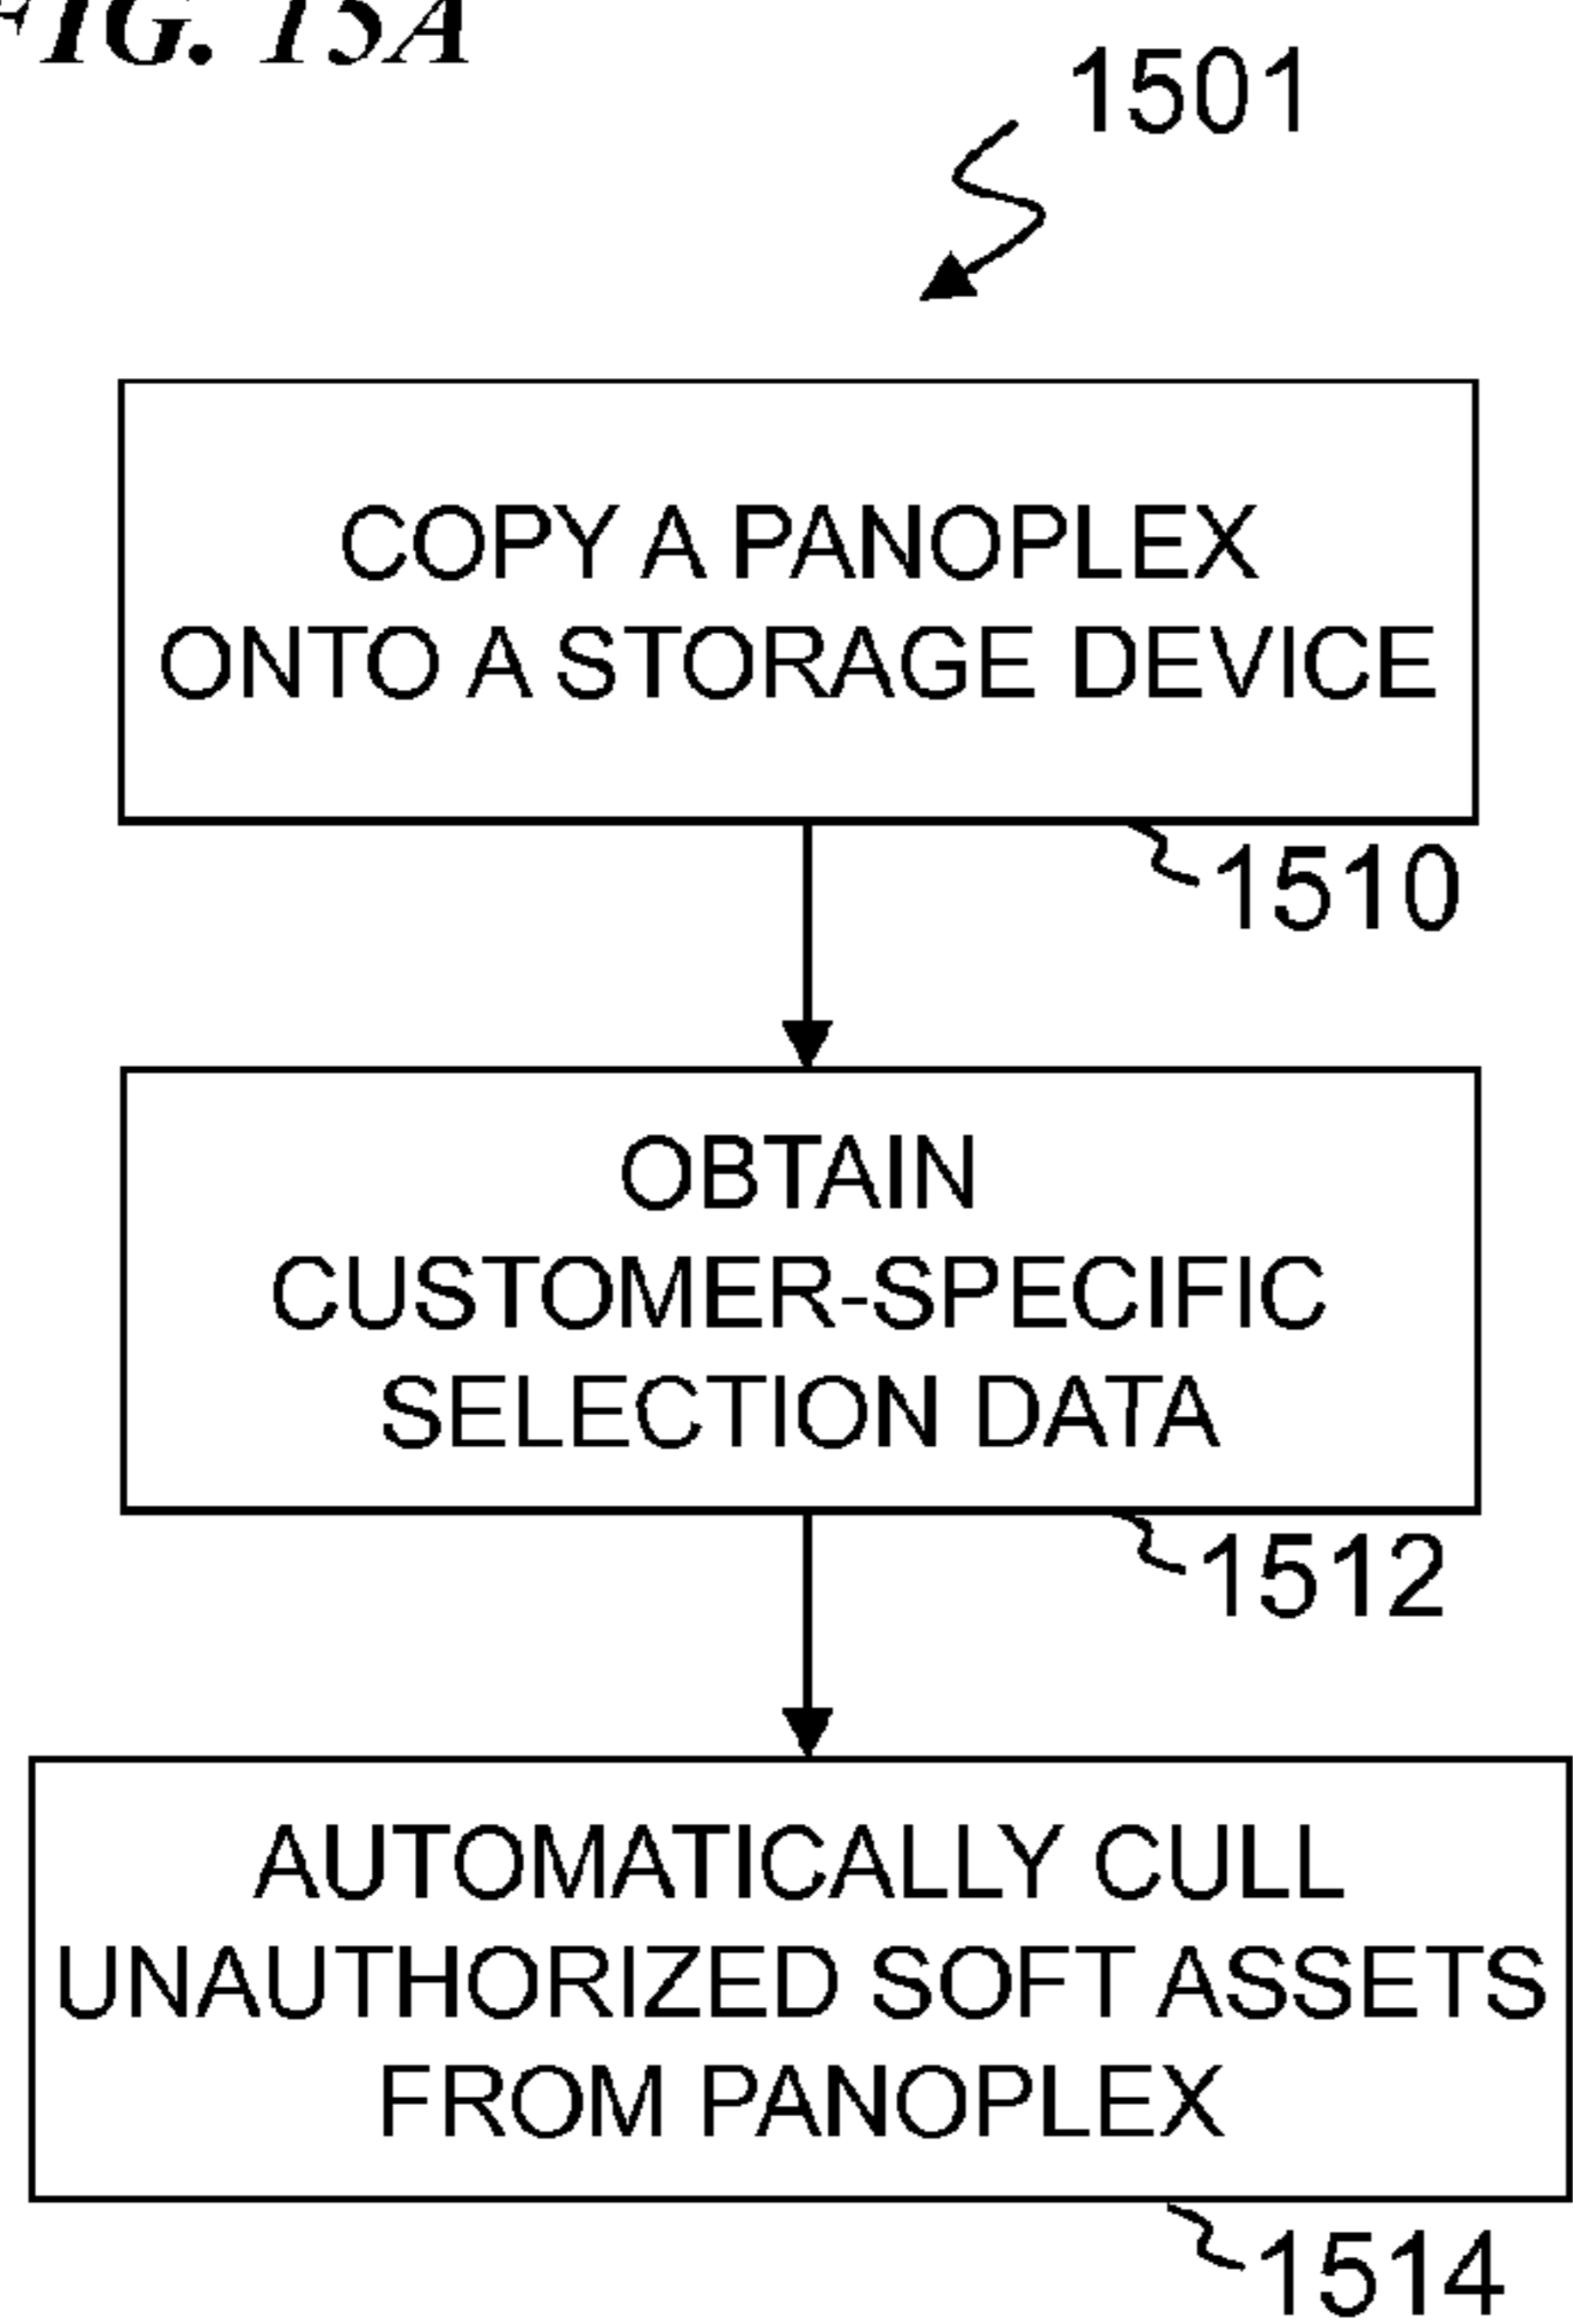 FIG. 15A
1501
COPY A PANOPLEX
ONTO A STORAGE DEVICE
1510
OBTAIN
CUSTOMER-SPECIFIC
SELECTION DATA
1512
AUTOMATICALLY CULL
UNAUTHORIZED SOFT ASSETS
FROM PANOPLEX
1514